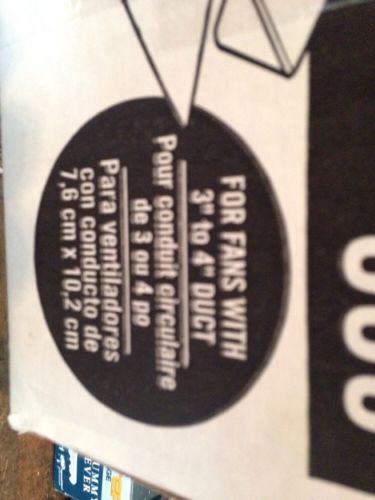 FOR FANS WITH
3" to 4" DUCT
Pour conduit circulaire
de 3 ou 4 po
Para ventiladores
con conducto de
7,6 cm x 10,2 cm